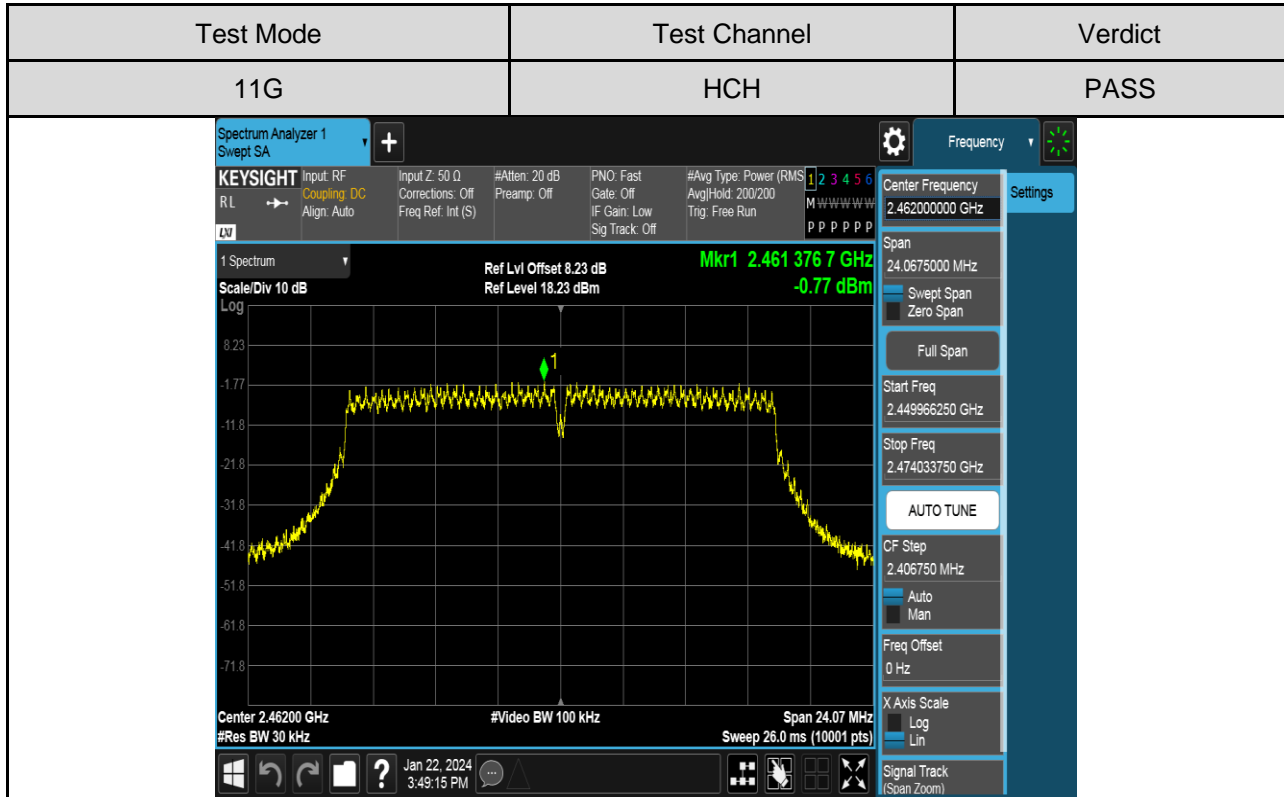 Test Mode
Test Channel
Verdict
11G
HCH
PASS
Spectrum Analyzer 1
Swept SA
+
Frequency
KEYSIGHT
RL
LXI
Input: RF
Coupling: DC
Align: Auto
Input Z: 50 Ω
Corrections: Off
Freq Ref: Int (S)
#Atten: 20 dB
Preamp: Off
PNO: Fast
Gate: Off
IF Gain: Low
Sig Track: Off
#Avg Type: Power (RMS
Avg|Hold: 200/200
Trig: Free Run
1 2 3 4 5 6
M W W W W W
P P P P P P
1 Spectrum
Scale/Div 10 dB
Log
Ref Lvl Offset 8.23 dB
Ref Level 18.23 dBm
Mkr1 2.461 376 7 GHz
-0.77 dBm
8.23
-1.77
-11.8
-21.8
-31.8
-41.8
-51.8
-61.8
-71.8
1
Center 2.46200 GHz
#Res BW 30 kHz
#Video BW 100 kHz
Span 24.07 MHz
Sweep 26.0 ms (10001 pts)
Center Frequency
2.462000000 GHz
Settings
Span
24.0675000 MHz
Swept Span
Zero Span
Full Span
Start Freq
2.449966250 GHz
Stop Freq
2.474033750 GHz
AUTO TUNE
CF Step
2.406750 MHz
Auto
Man
Freq Offset
0 Hz
X Axis Scale
Log
Lin
Signal Track
(Span Zoom)
?
Jan 22, 2024
3:49:15 PM